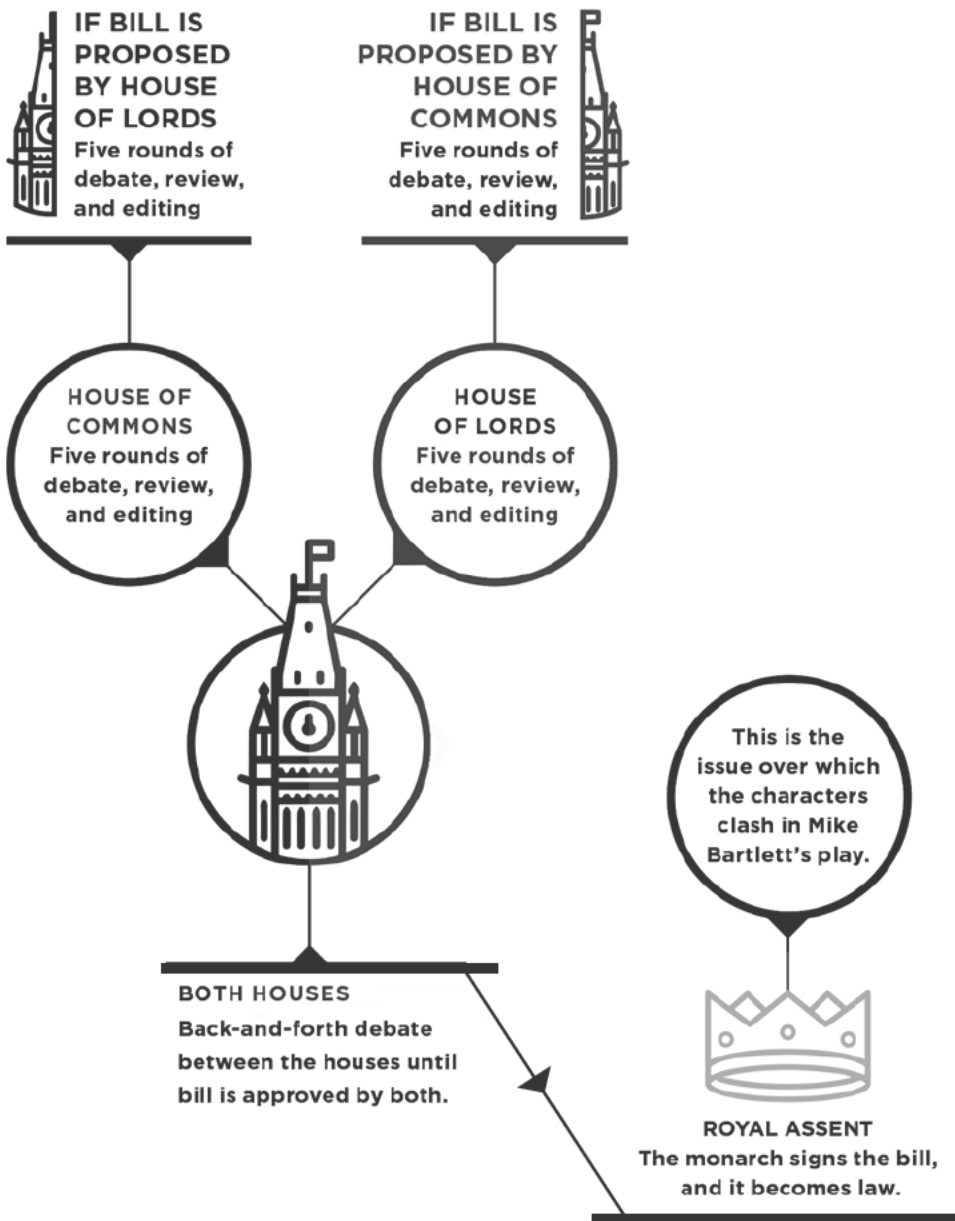 IF BILL IS
PROPOSED
BY HOUSE
OF LORDS
Five rounds of
debate, review,
and editing
IF BILL IS
PROPOSED BY
HOUSE OF
COMMONS
Five rounds of
debate, review,
and editing
HOUSE OF
COMMONS
Five rounds of
debate, review,
and editing
HOUSE
OF LORDS
Five rounds of
debate, review,
and editing
BOTH HOUSES
Back-and-forth debate
between the houses until
bill is approved by both.
This is the
issue over which
the characters
clash in Mike
Bartlett's play.
ROYAL ASSENT
The monarch signs the bill,
and it becomes law.